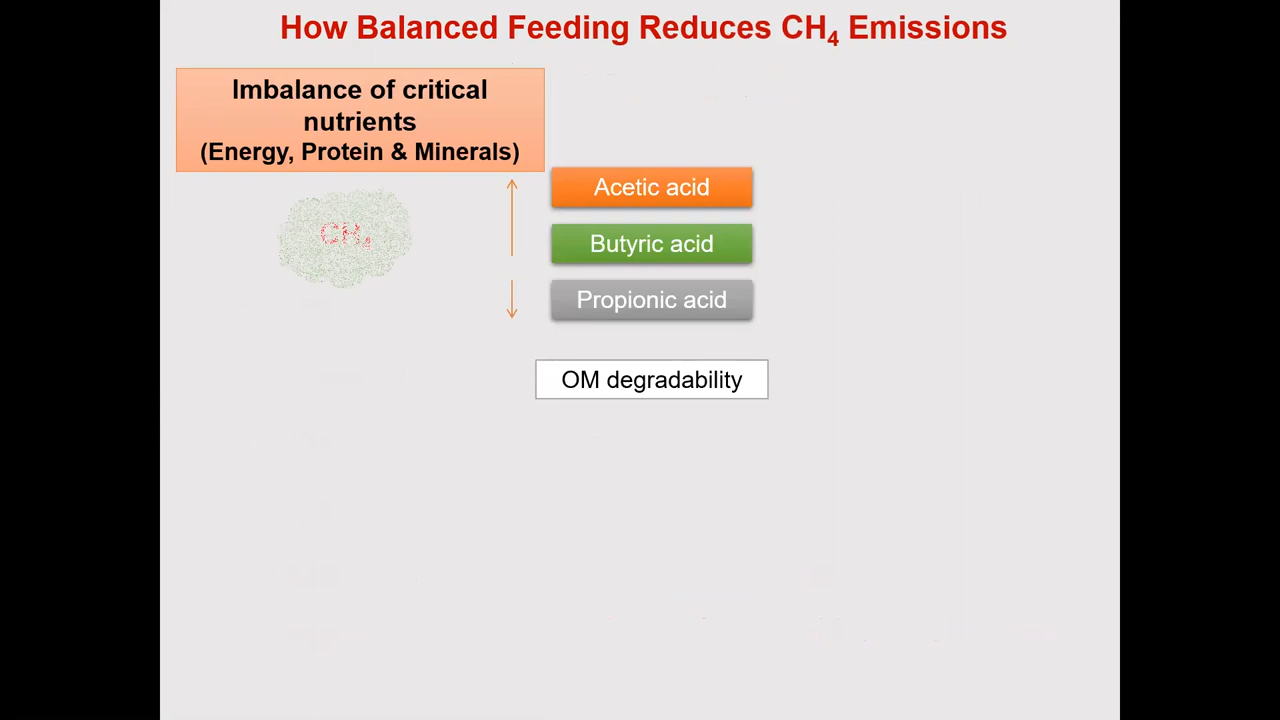 How Balanced Feeding Reduces CH₄ Emissions
Imbalance of critical
nutrients
(Energy, Protein & Minerals)
Acetic acid
CH₄
Butyric acid
Propionic acid
OM degradability